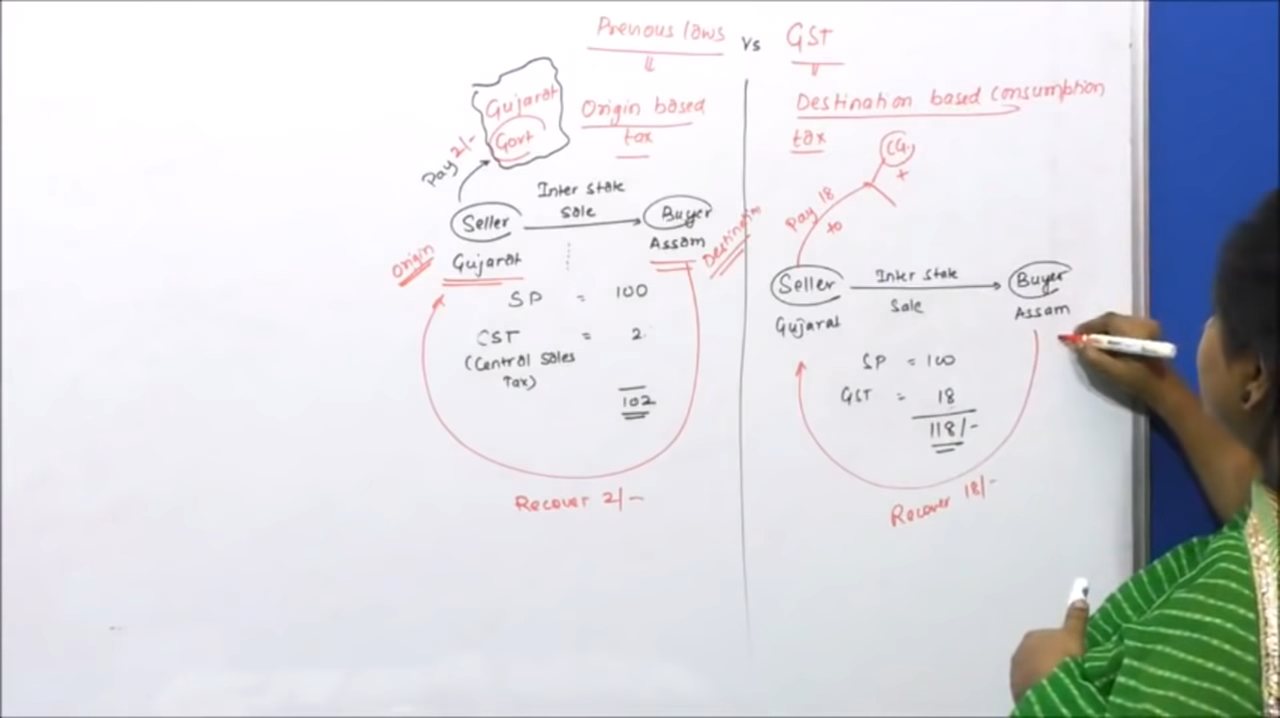 Previous laws Vs GST
Origin based
tax
Gujarat
Govt
Pay 2/-
Inter state
Sale
Seller
Buyer
Origin
Gujarat
Assam
Destination
SP = 100
CST = 2
(Central Sales
Tax)
102
Recover 2/-
Destination based consumption
tax
CG
+
Pay 18
to
Seller
Inter State
Sale
Buyer
Gujarat
Assam
SP = 100
GST = 18
118/-
Recover 18/-